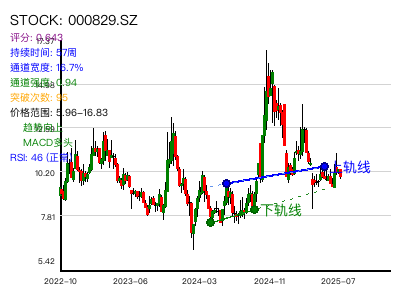 STOCK: 000829.SZ
评分: 0.643
持续时间: 57周
通道宽度: 16.7%
通道强度: 0.94
突破次数:
价格范围: 5.96-16.83
趋势向上
MACD多头
RSI: 46 (正常
上轨线
下轨线
10.20
7.81
5.42
2022-10
2023-06
2024-03
2024-11
2025-07